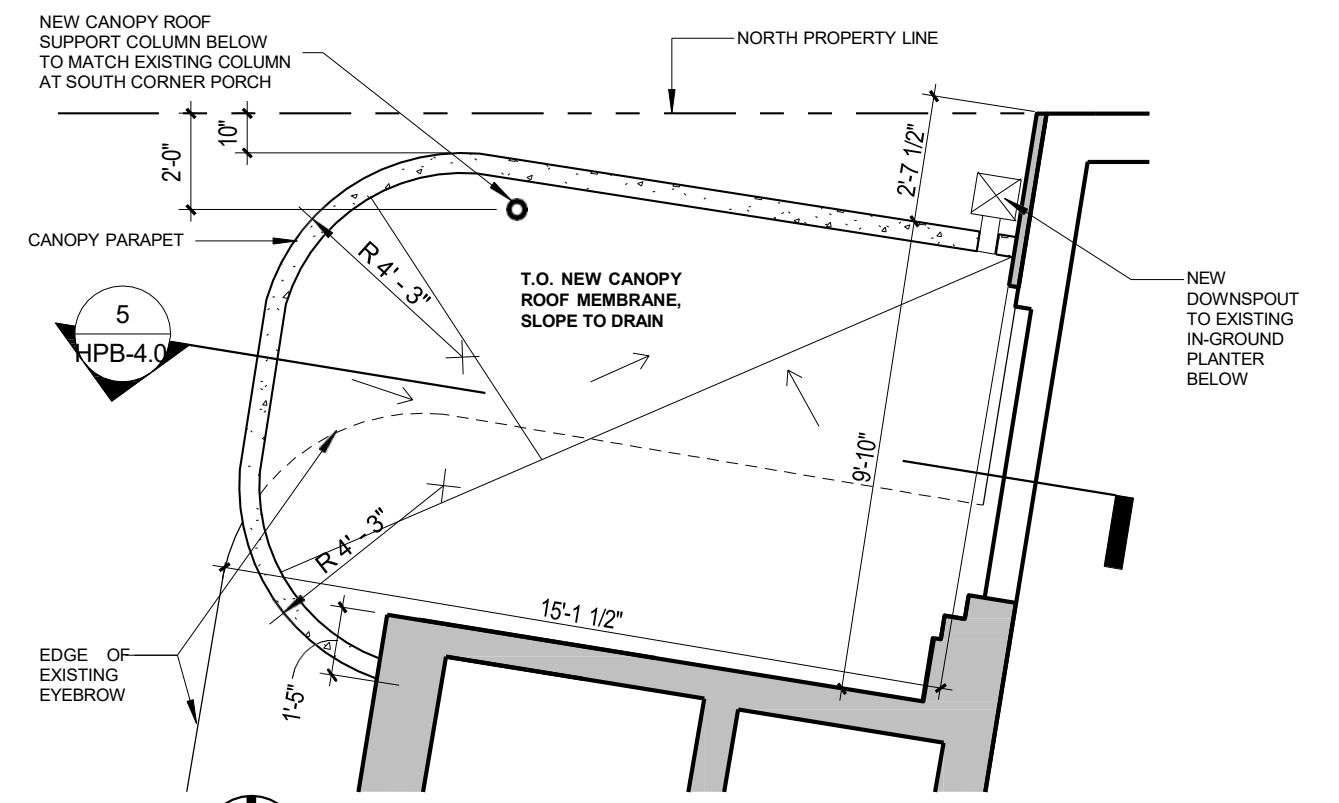 NEW CANOPY ROOF
SUPPORT COLUMN BELOW
TO MATCH EXISTING COLUMN
AT SOUTH CORNER PORCH
NORTH PROPERTY LINE
10"
2'-0"
2'-7 1/2"
CANOPY PARAPET
R 4' - 3"
T.O. NEW CANOPY
ROOF MEMBRANE,
SLOPE TO DRAIN
NEW
DOWNSPOUT
TO EXISTING
IN-GROUND
PLANTER
BELOW
5
HPB-4.0
9'-10"
R 4' - 3"
15'-1 1/2"
EDGE OF
EXISTING
EYEBROW
1'-5"